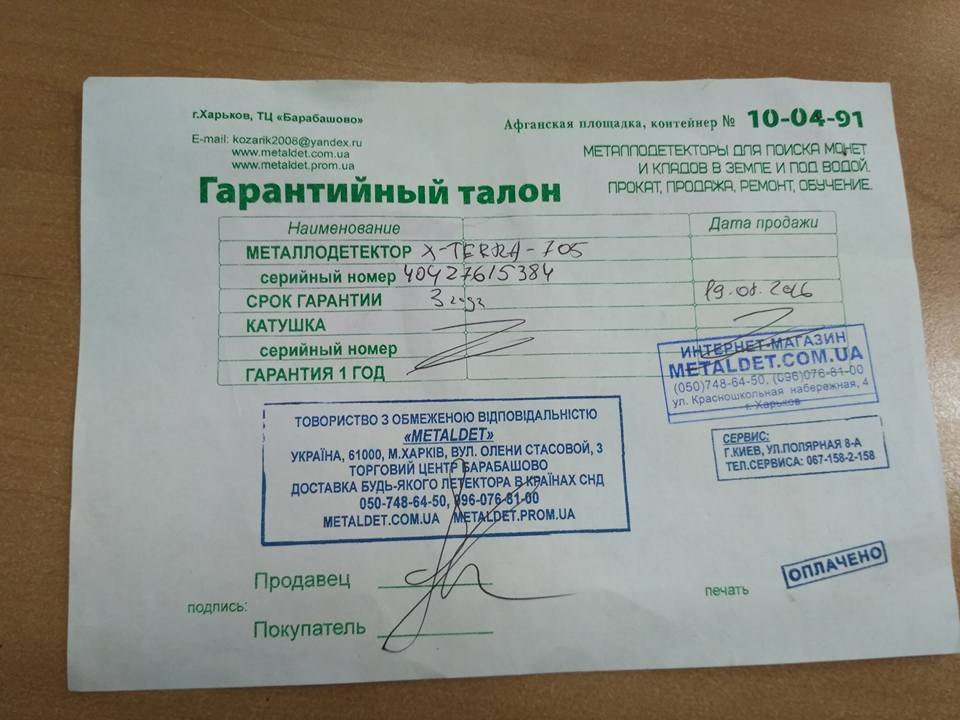 г.Харьков, ТЦ «Барабашово»
E-mail: kozarik2008@yandex.ru
www.metaldet.com.ua
www.metaldet.prom.ua
Афганская площадка, контейнер № 10-04-91
МЕТАЛЛОДЕТЕКТОРЫ ДЛЯ ПОИСКА МОНЕТ
И КЛАДОВ В ЗЕМЛЕ И ПОД ВОДОЙ.
ПРОКАТ, ПРОДАЖА, РЕМОНТ, ОБУЧЕНИЕ.
Гарантийный талон
Наименование Дата продажи
МЕТАЛЛОДЕТЕКТОР X-TERRA-705
серийный номер 40427615384
СРОК ГАРАНТИИ 3 года 19.08.2016
КАТУШКА
серийный номер
ГАРАНТИЯ 1 ГОД
ИНТЕРНЕТ-МАГАЗИН
METALDET.COM.UA
(050)748-64-50, (096)076-81-00
ул. Красношкольная набережная, 4
г. Харьков
ТОВОРИСТВО З ОБМЕЖЕНОЮ ВІДПОВІДАЛЬНІСТЮ
«METALDET»
УКРАЇНА, 61000, М.ХАРКІВ, ВУЛ. ОЛЕНИ СТАСОВОЙ, 3
ТОРГОВИЙ ЦЕНТР БАРАБАШОВО
ДОСТАВКА БУДЬ-ЯКОГО ДЕТЕКТОРА В КРАЇНАХ СНД
050-748-64-50, 096-076-81-00
METALDET.COM.UA METALDET.PROM.UA
СЕРВИС:
Г.КИЕВ, УЛ.ПОЛЯРНАЯ 8-А
ТЕЛ.СЕРВИСА: 067-158-2-158
Продавец
подпись:
Покупатель
печать
ОПЛАЧЕНО